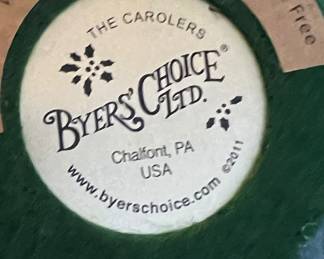 THE CAROLERS
BYERS' CHOICE®
LTD.
Chalfont, PA
USA
www.byerschoice.com ©2011
Free